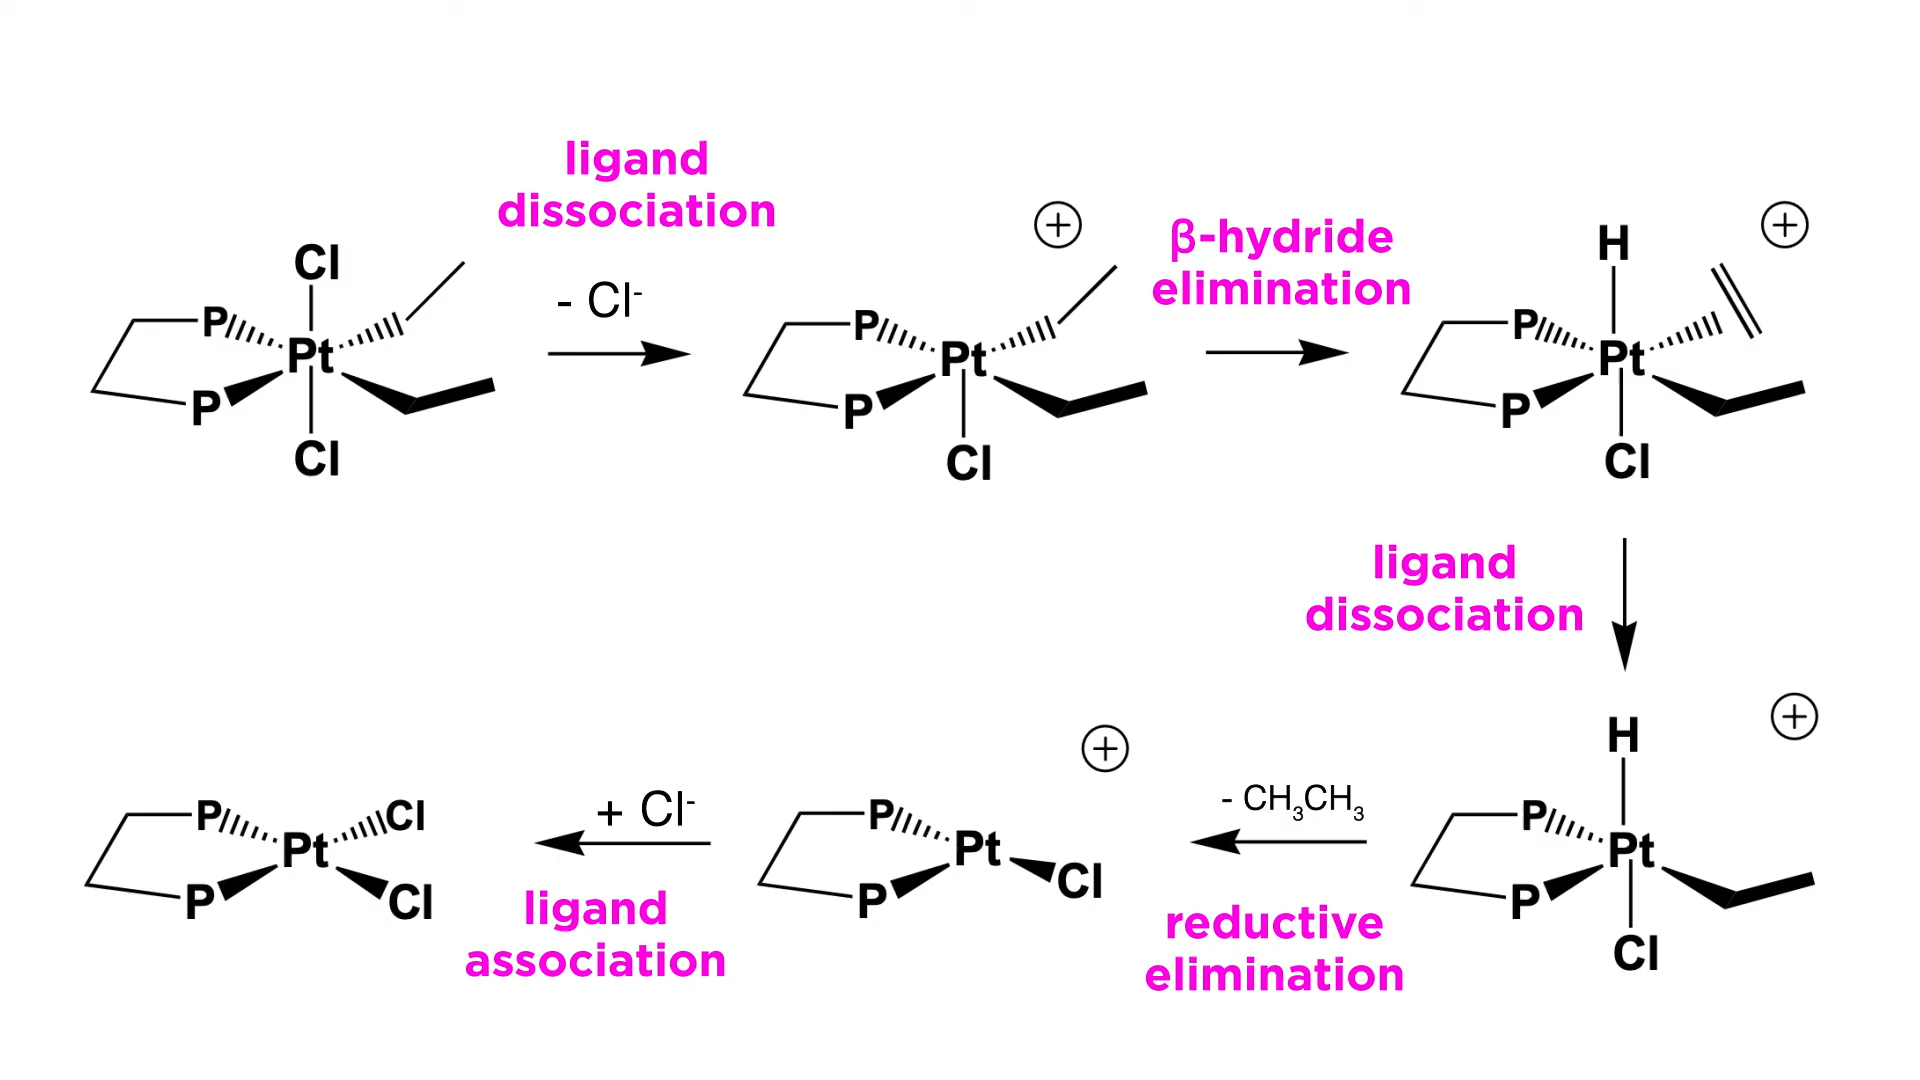 ligand
dissociation
- Cl⁻
Cl
P
Pt
P
Cl
+
P
Pt
P
Cl
β-hydride
elimination
+
H
P
Pt
P
Cl
ligand
dissociation
+
H
P
Pt
P
Cl
- CH₃CH₃
reductive
elimination
+
P
Pt
Cl
P
+ Cl⁻
ligand
association
P
Cl
Pt
P
Cl